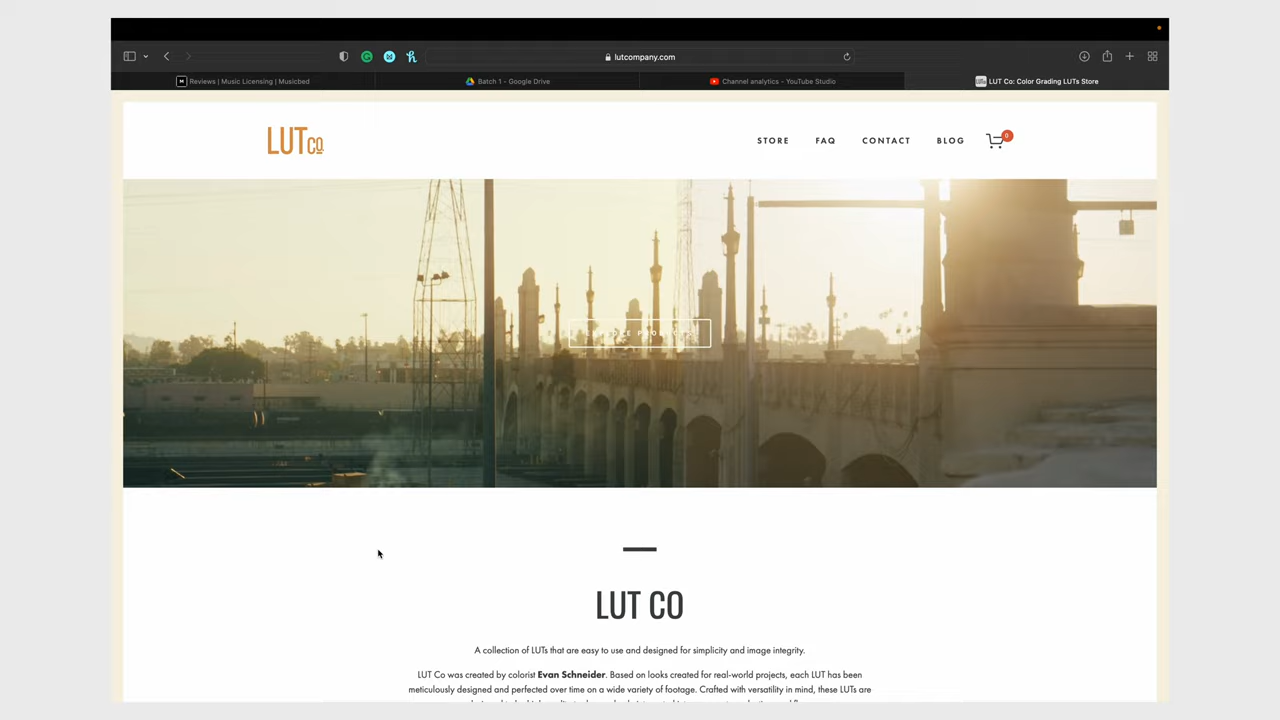 lutcompany.com
Reviews | Music Licensing | Musicbed
Batch 1 - Google Drive
Channel analytics - YouTube Studio
LUT Co: Color Grading LUTs Store
LUTCO.
STORE FAQ CONTACT BLOG 0
LUT CO
A collection of LUTs that are easy to use and designed for simplicity and image integrity.
LUT Co was created by colorist Evan Schneider. Based on looks created for real-world projects, each LUT has been
meticulously designed and perfected over time on a wide variety of footage. Crafted with versatility in mind, these LUTs are